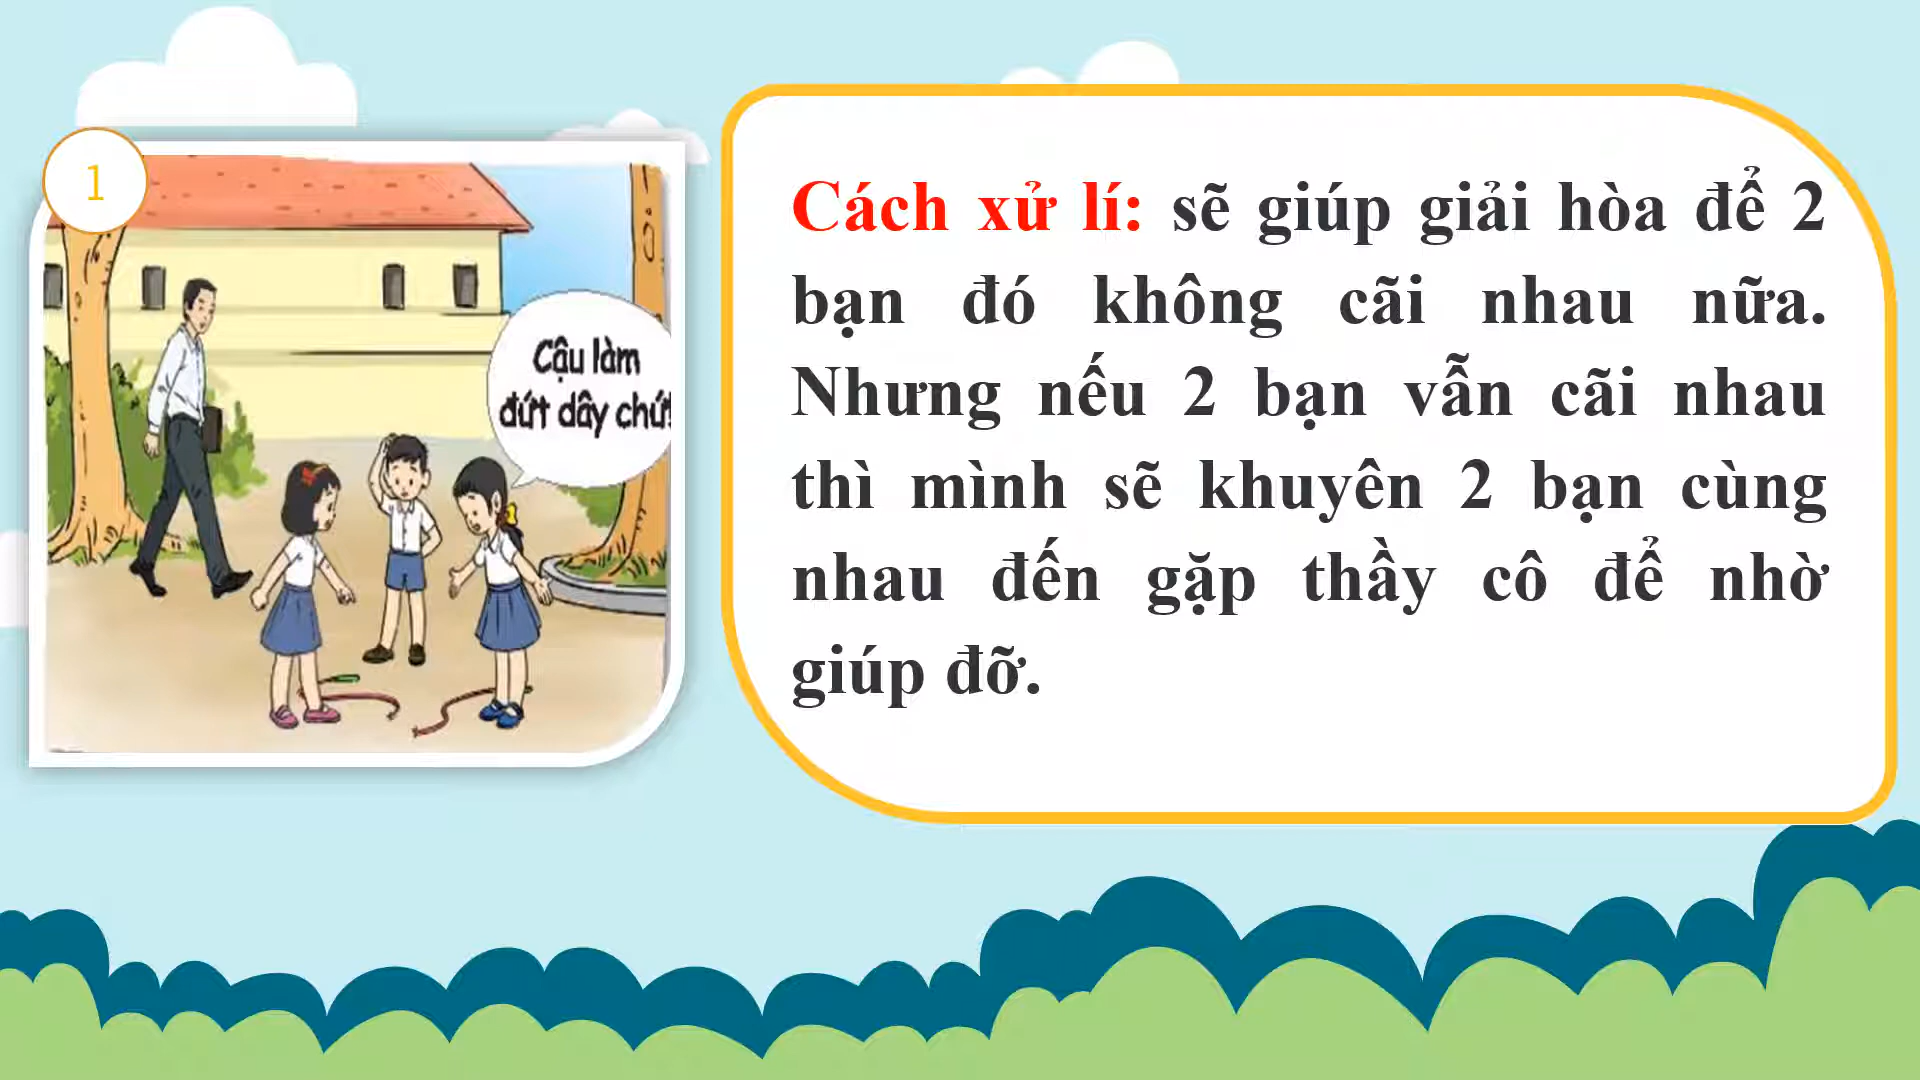 1
Cậu làm
đứt dây chứ!
Cách xử lí: sẽ giúp giải hòa để 2
bạn đó không cãi nhau nữa.
Nhưng nếu 2 bạn vẫn cãi nhau
thì mình sẽ khuyên 2 bạn cùng
nhau đến gặp thầy cô để nhờ
giúp đỡ.